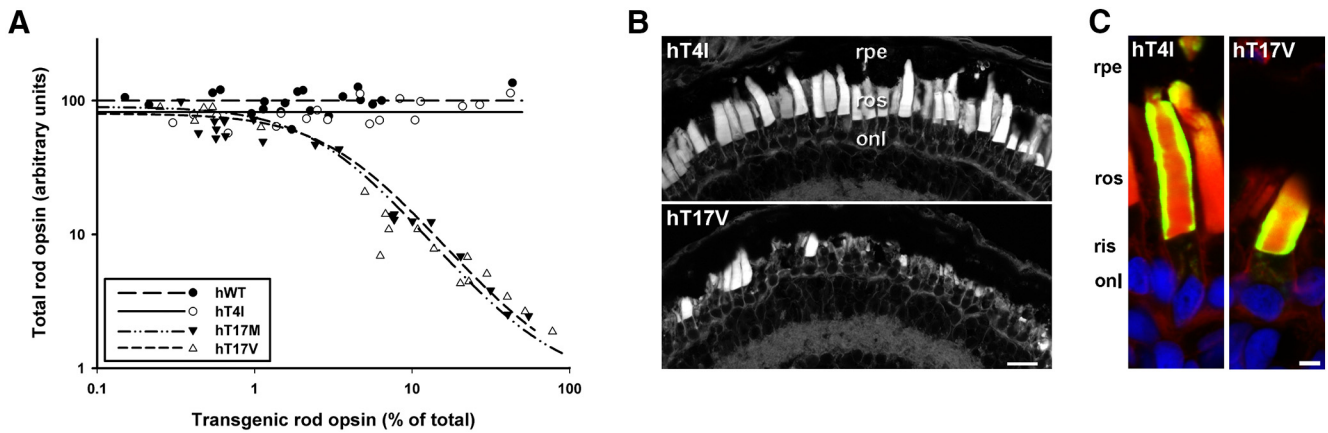 A
Total rod opsin (arbitrary units)
100
10
1
0.1
1
10
100
Transgenic rod opsin (% of total)
hWT
hT4I
hT17M
hT17V
B
hT4I
rpe
ros
onl
hT17V
C
hT4I
hT17V
rpe
ros
ris
onl